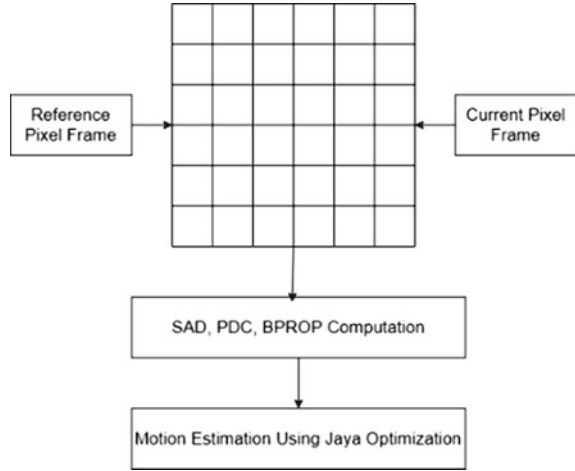 Reference
Pixel Frame
Current Pixel
Frame
SAD, PDC, BPROP Computation
Motion Estimation Using Jaya Optimization